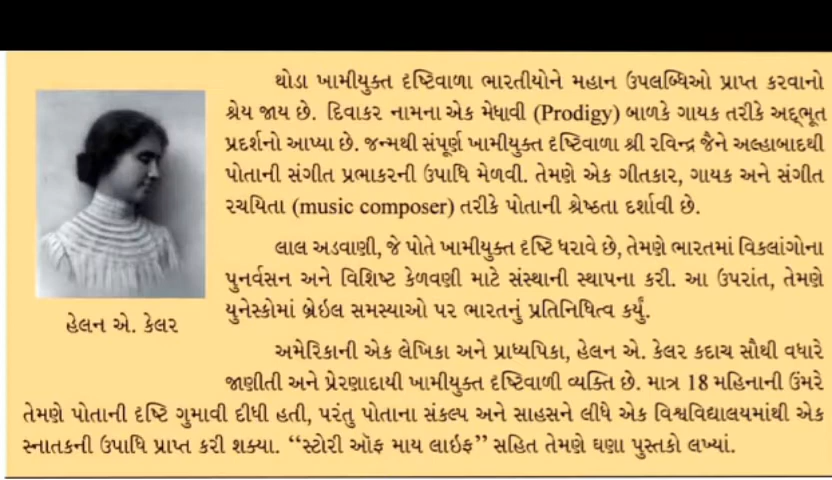 થોડા ખામીયુક્ત દૃષ્ટિવાળા ભારતીયોને મહાન ઉપલબ્ધિઓ પ્રાપ્ત કરવાનો
શ્રેય જાય છે. દિવાકર નામના એક મેધાવી (Prodigy) બાળકે ગાયક તરીકે અદ્ભૂત
પ્રદર્શનો આપ્યા છે. જન્મથી સંપૂર્ણ ખામીયુક્ત દૃષ્ટિવાળા શ્રી રવિન્દ્ર જૈને અલ્હાબાદથી
પોતાની સંગીત પ્રભાકરની ઉપાધિ મેળવી. તેમણે એક ગીતકાર, ગાયક અને સંગીત
રચયિતા (music composer) તરીકે પોતાની શ્રેષ્ઠતા દર્શાવી છે.
લાલ અડવાણી, જે પોતે ખામીયુક્ત દૃષ્ટિ ધરાવે છે, તેમણે ભારતમાં વિકલાંગોના
પુનર્વસન અને વિશિષ્ટ કેળવણી માટે સંસ્થાની સ્થાપના કરી. આ ઉપરાંત, તેમણે
યુનેસ્કોમાં બ્રેઇલ સમસ્યાઓ પર ભારતનું પ્રતિનિધિત્વ કર્યું.
હેલન એ. કેલર
અમેરિકાની એક લેખિકા અને પ્રાધ્યપિકા, હેલન એ. કેલર કદાચ સૌથી વધારે
જાણીતી અને પ્રેરણાદાયી ખામીયુક્ત દૃષ્ટિવાળી વ્યક્તિ છે. માત્ર 18 મહિનાની ઉંમરે
તેમણે પોતાની દૃષ્ટિ ગુમાવી દીધી હતી, પરંતુ પોતાના સંકલ્પ અને સાહસને લીધે એક વિશ્વવિદ્યાલયમાંથી એક
સ્નાતકની ઉપાધિ પ્રાપ્ત કરી શક્યા. ‘‘સ્ટોરી ઑફ માય લાઇફ’’ સહિત તેમણે ઘણા પુસ્તકો લખ્યાં.